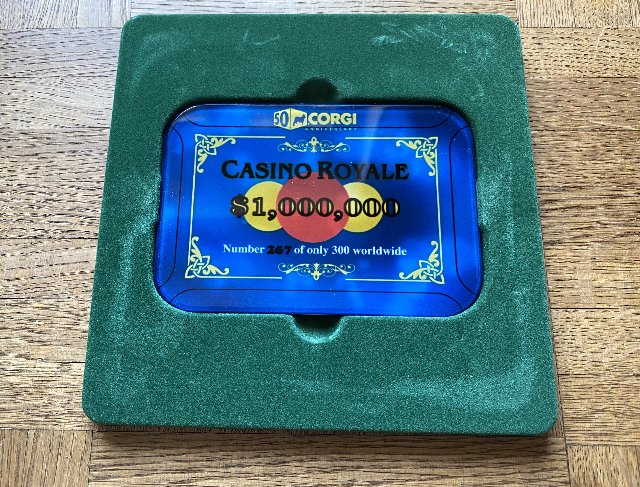 50 CORGI
ANNIVERSARY
CASINO ROYALE
$1,000,000
Number 267 of only 300 worldwide